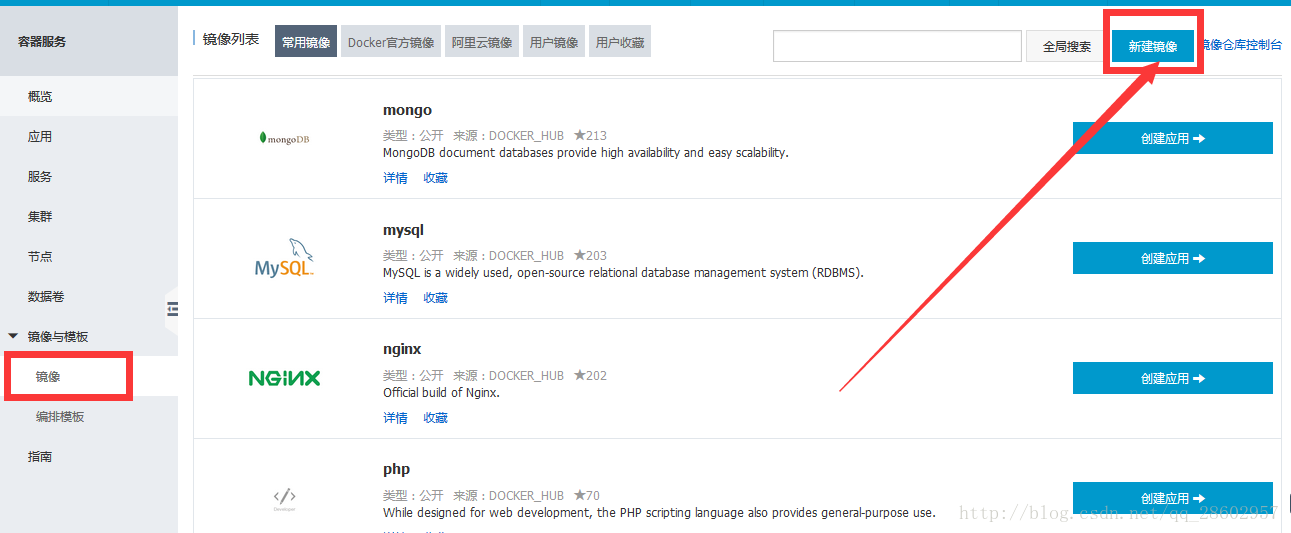 容器服务
概览
应用
服务
集群
节点
数据卷
镜像与模板
镜像
编排模板
指南
镜像列表 常用镜像 Docker官方镜像 阿里云镜像 用户镜像 用户收藏 全局搜索 新建镜像 镜像仓库控制台
mongoDB
mongo
类型：公开 来源：DOCKER_HUB ★213
MongoDB document databases provide high availability and easy scalability.
详情 收藏
创建应用
MySQL
mysql
类型：公开 来源：DOCKER_HUB ★203
MySQL is a widely used, open-source relational database management system (RDBMS).
详情 收藏
创建应用
NGINX
nginx
类型：公开 来源：DOCKER_HUB ★202
Official build of Nginx.
详情 收藏
创建应用
Developer
php
类型：公开 来源：DOCKER_HUB ★70
While designed for web development, the PHP scripting language also provides general-purpose use.
创建应用
http://blog.csdn.net/qq_28602957